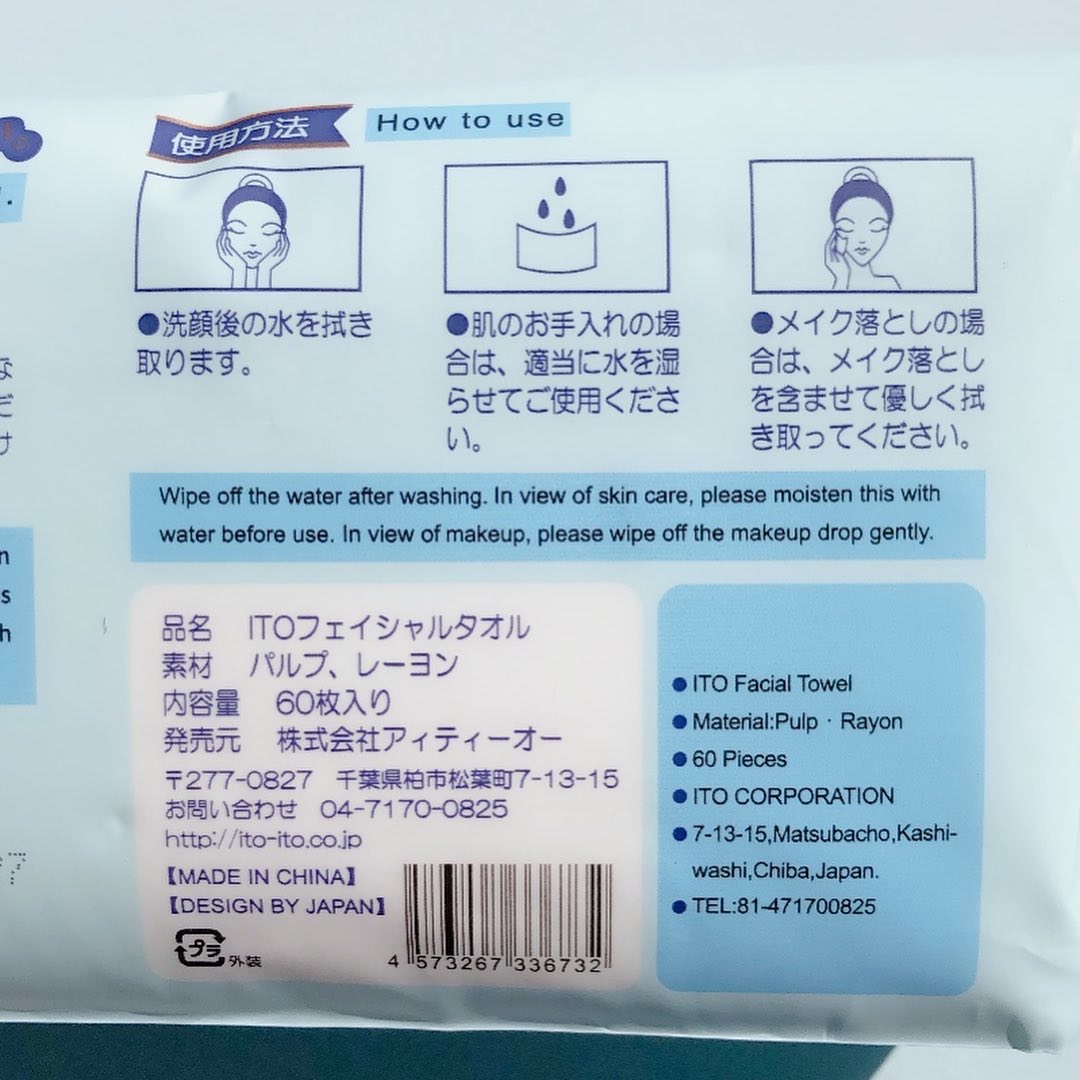 使用方法 How to use
●洗顔後の水を拭き
取ります。
●肌のお手入れの場
合は、適当に水を湿
らせてご使用くださ
い。
●メイク落としの場
合は、メイク落とし
を含ませて優しく拭
き取ってください。
Wipe off the water after washing. In view of skin care, please moisten this with
water before use. In view of makeup, please wipe off the makeup drop gently.
品名 ITOフェイシャルタオル
素材 パルプ、レーヨン
内容量 60枚入り
発売元 株式会社アィティーオー
〒277-0827 千葉県柏市松葉町7-13-15
お問い合わせ 04-7170-0825
http://ito-ito.co.jp
【MADE IN CHINA】
【DESIGN BY JAPAN】
プラ 外装
4 573267 336732
●ITO Facial Towel
●Material:Pulp · Rayon
●60 Pieces
●ITO CORPORATION
●7-13-15,Matsubacho,Kashi-
washi,Chiba,Japan.
●TEL:81-471700825
な
だ
け
n
s
h